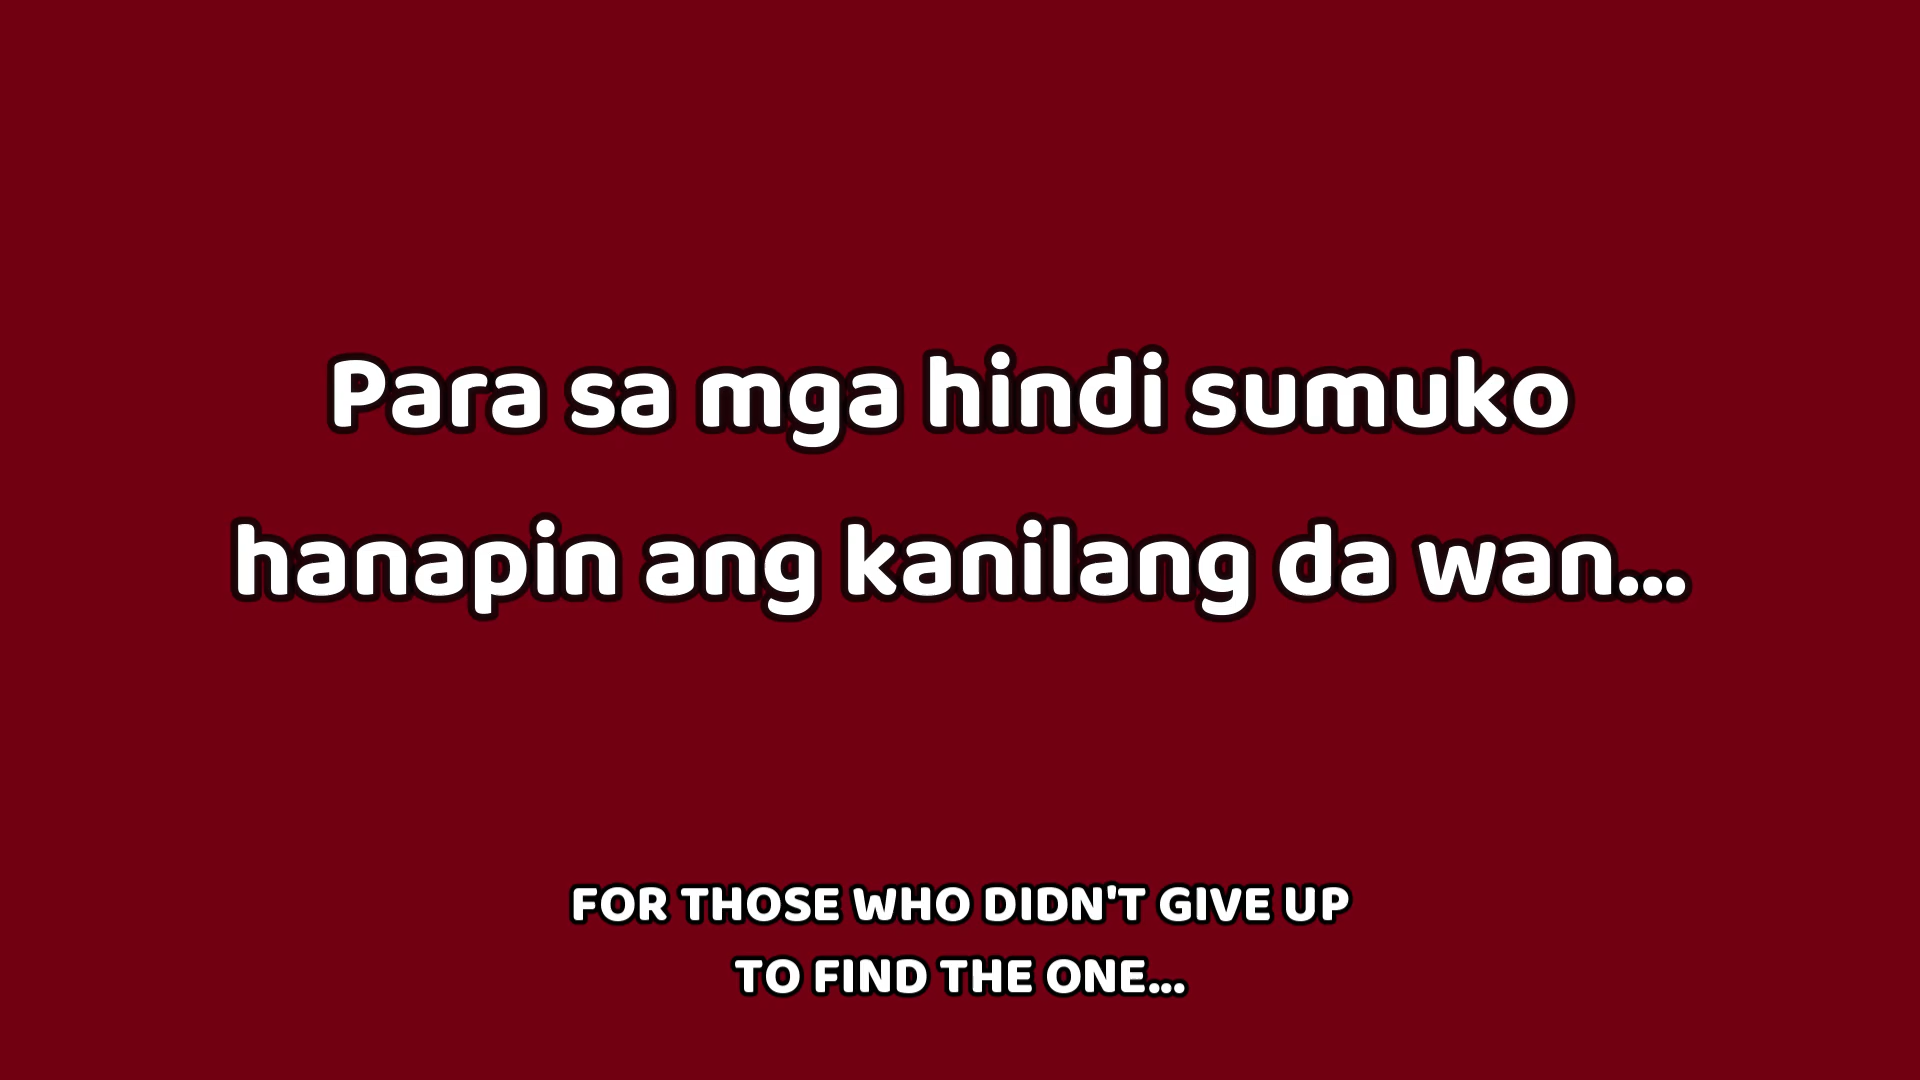 Para sa mga hindi sumuko
hanapin ang kanilang da wan...
FOR THOSE WHO DIDN'T GIVE UP
TO FIND THE ONE...